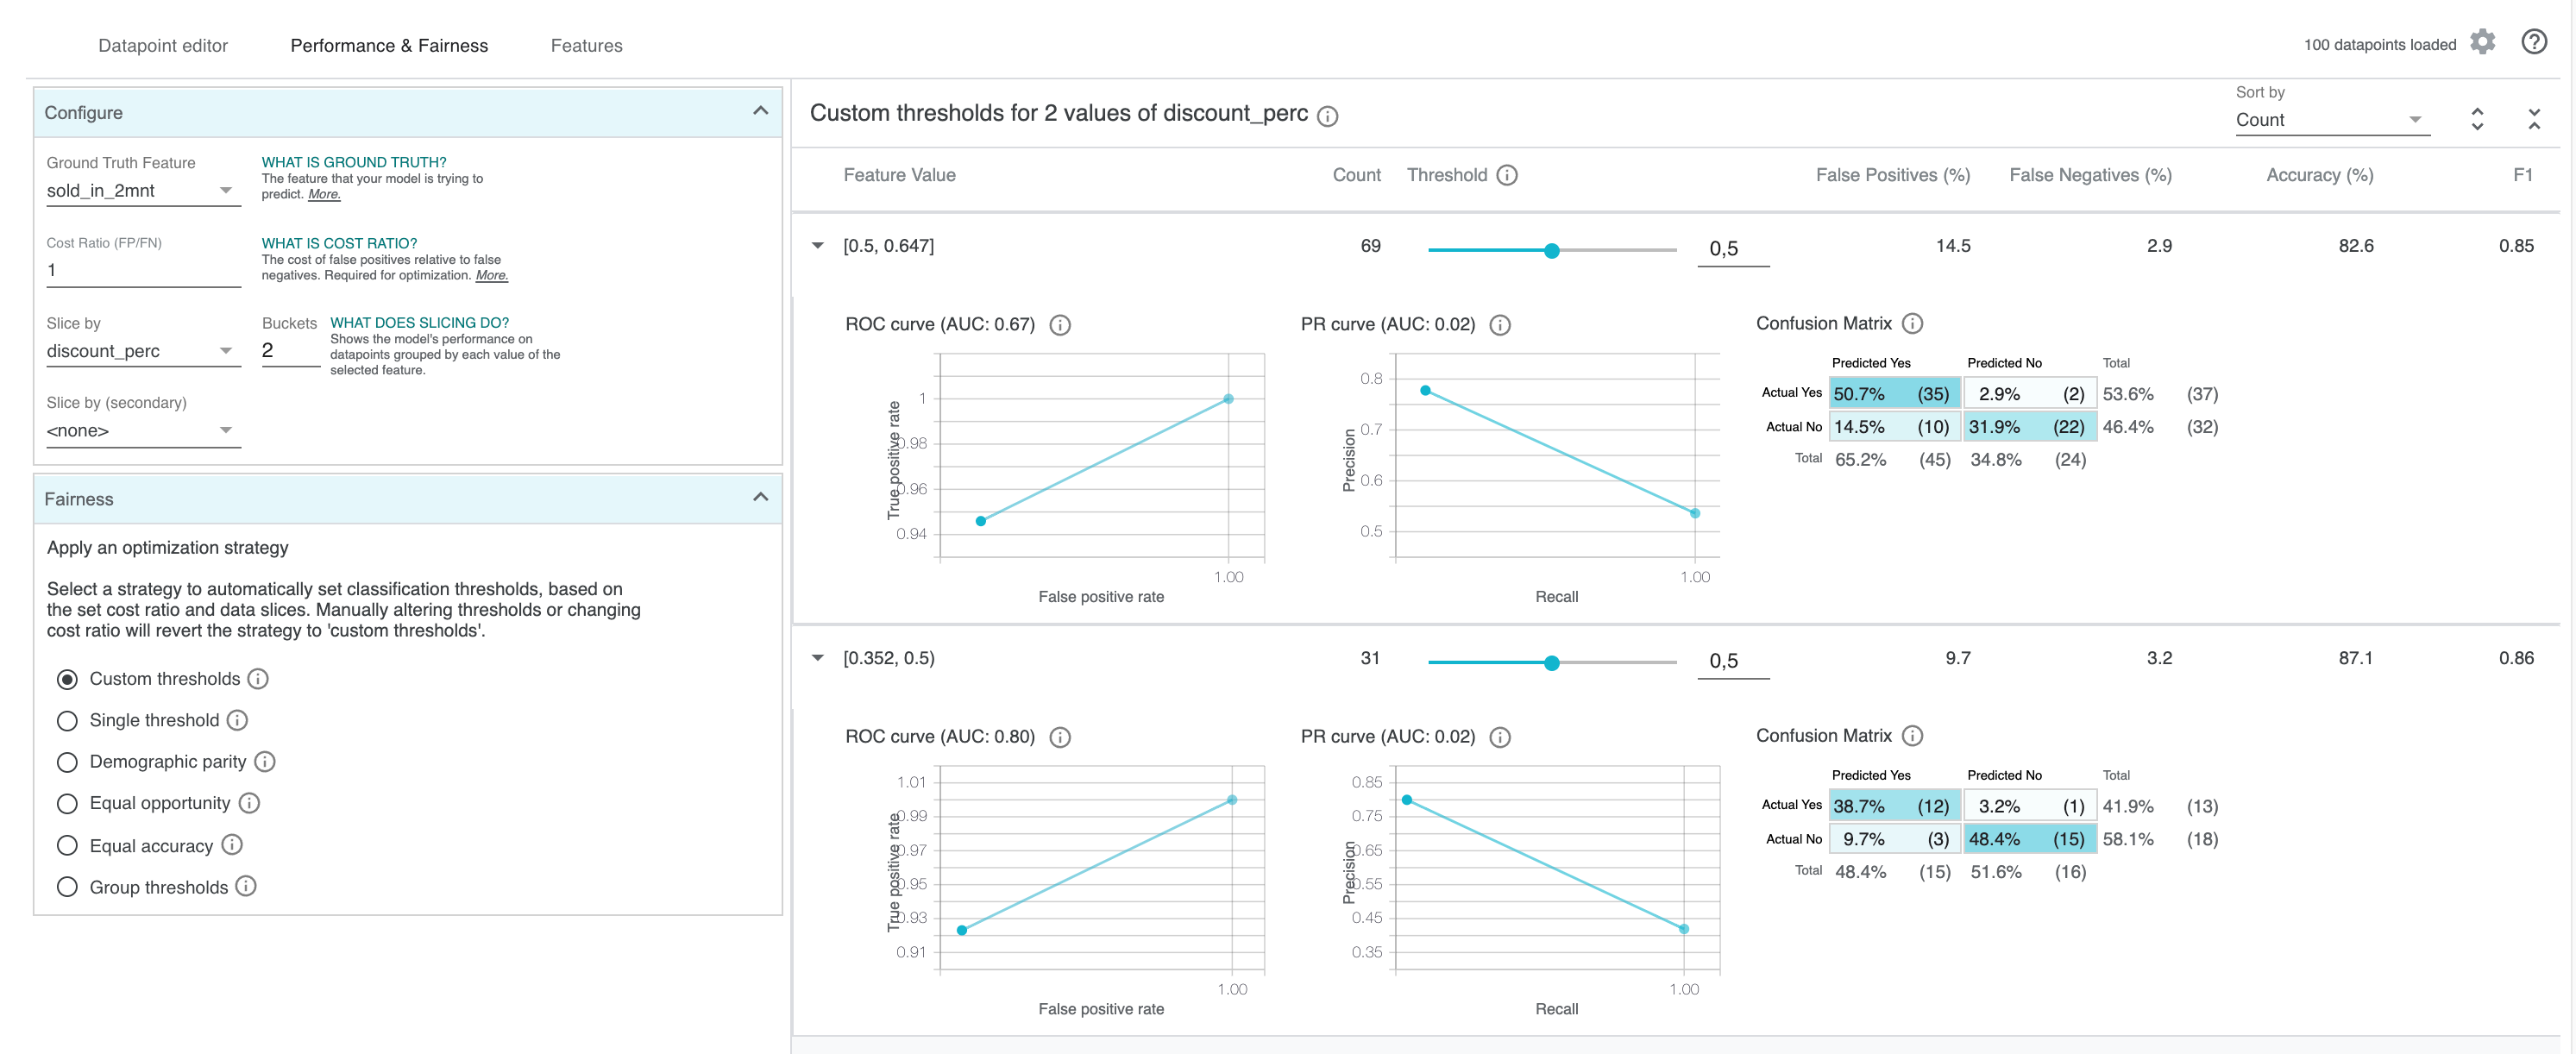 Datapoint editor
Performance & Fairness
Features
100 datapoints loaded
Configure
Ground Truth Feature
sold_in_2mnt
WHAT IS GROUND TRUTH?
The feature that your model is trying to
predict. More.
Cost Ratio (FP/FN)
1
WHAT IS COST RATIO?
The cost of false positives relative to false
negatives. Required for optimization. More.
Slice by
discount_perc
Buckets
2
WHAT DOES SLICING DO?
Shows the model's performance on
datapoints grouped by each value of the
selected feature.
Slice by (secondary)
<none>
Fairness
Apply an optimization strategy
Select a strategy to automatically set classification thresholds, based on
the set cost ratio and data slices. Manually altering thresholds or changing
cost ratio will revert the strategy to 'custom thresholds'.
Custom thresholds
Single threshold
Demographic parity
Equal opportunity
Equal accuracy
Group thresholds
Custom thresholds for 2 values of discount_perc
Sort by
Count
Feature Value Count Threshold False Positives (%) False Negatives (%) Accuracy (%) F1
[0.5, 0.647] 69 0,5 14.5 2.9 82.6 0.85
ROC curve (AUC: 0.67)
True positive rate
1
0.98
0.96
0.94
1.00
False positive rate
PR curve (AUC: 0.02)
Precision
0.8
0.7
0.6
0.5
1.00
Recall
Confusion Matrix
Predicted Yes Predicted No Total
Actual Yes 50.7% (35) 2.9% (2) 53.6% (37)
Actual No 14.5% (10) 31.9% (22) 46.4% (32)
Total 65.2% (45) 34.8% (24)
[0.352, 0.5) 31 0,5 9.7 3.2 87.1 0.86
ROC curve (AUC: 0.80)
True positive rate
1.01
0.99
0.97
0.95
0.93
0.91
1.00
False positive rate
PR curve (AUC: 0.02)
Precision
0.85
0.75
0.65
0.55
0.45
0.35
1.00
Recall
Confusion Matrix
Predicted Yes Predicted No Total
Actual Yes 38.7% (12) 3.2% (1) 41.9% (13)
Actual No 9.7% (3) 48.4% (15) 58.1% (18)
Total 48.4% (15) 51.6% (16)